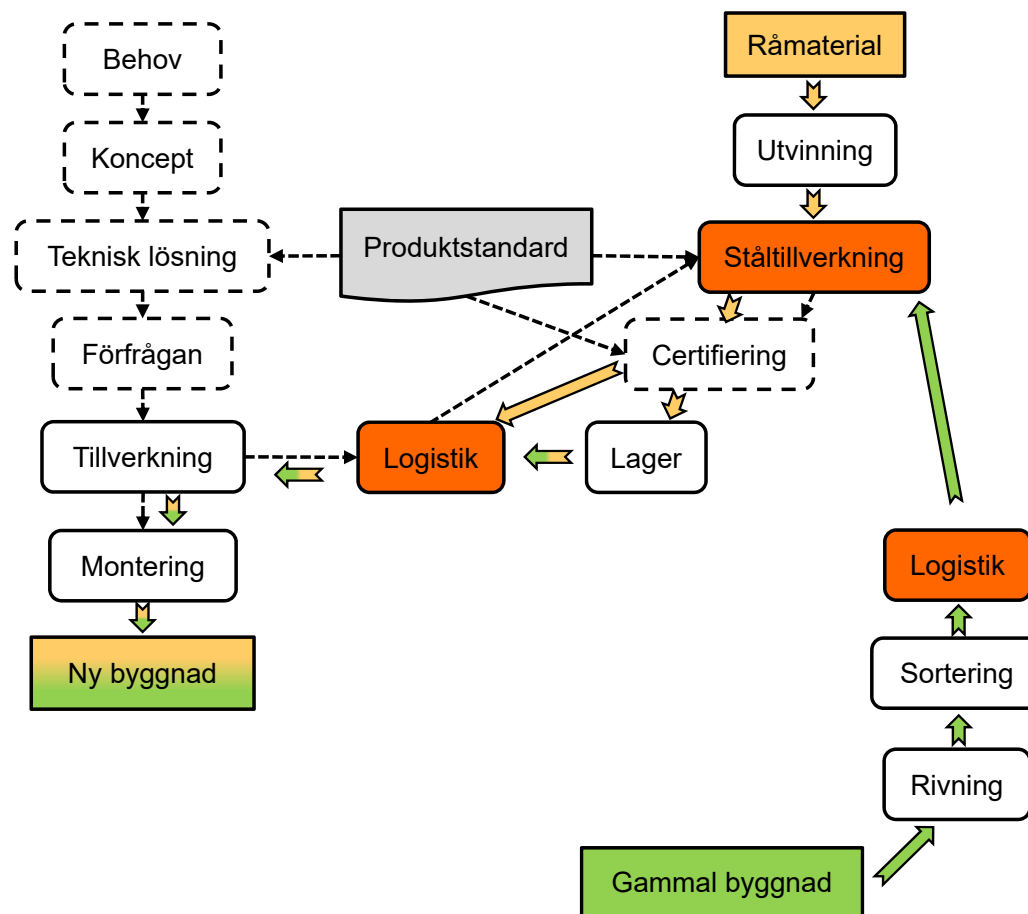 Behov
Koncept
Teknisk lösning
Förfrågan
Tillverkning
Montering
Ny byggnad
Produktstandard
Logistik
Råmaterial
Utvinning
Ståltillverkning
Certifiering
Lager
Logistik
Sortering
Rivning
Gammal byggnad